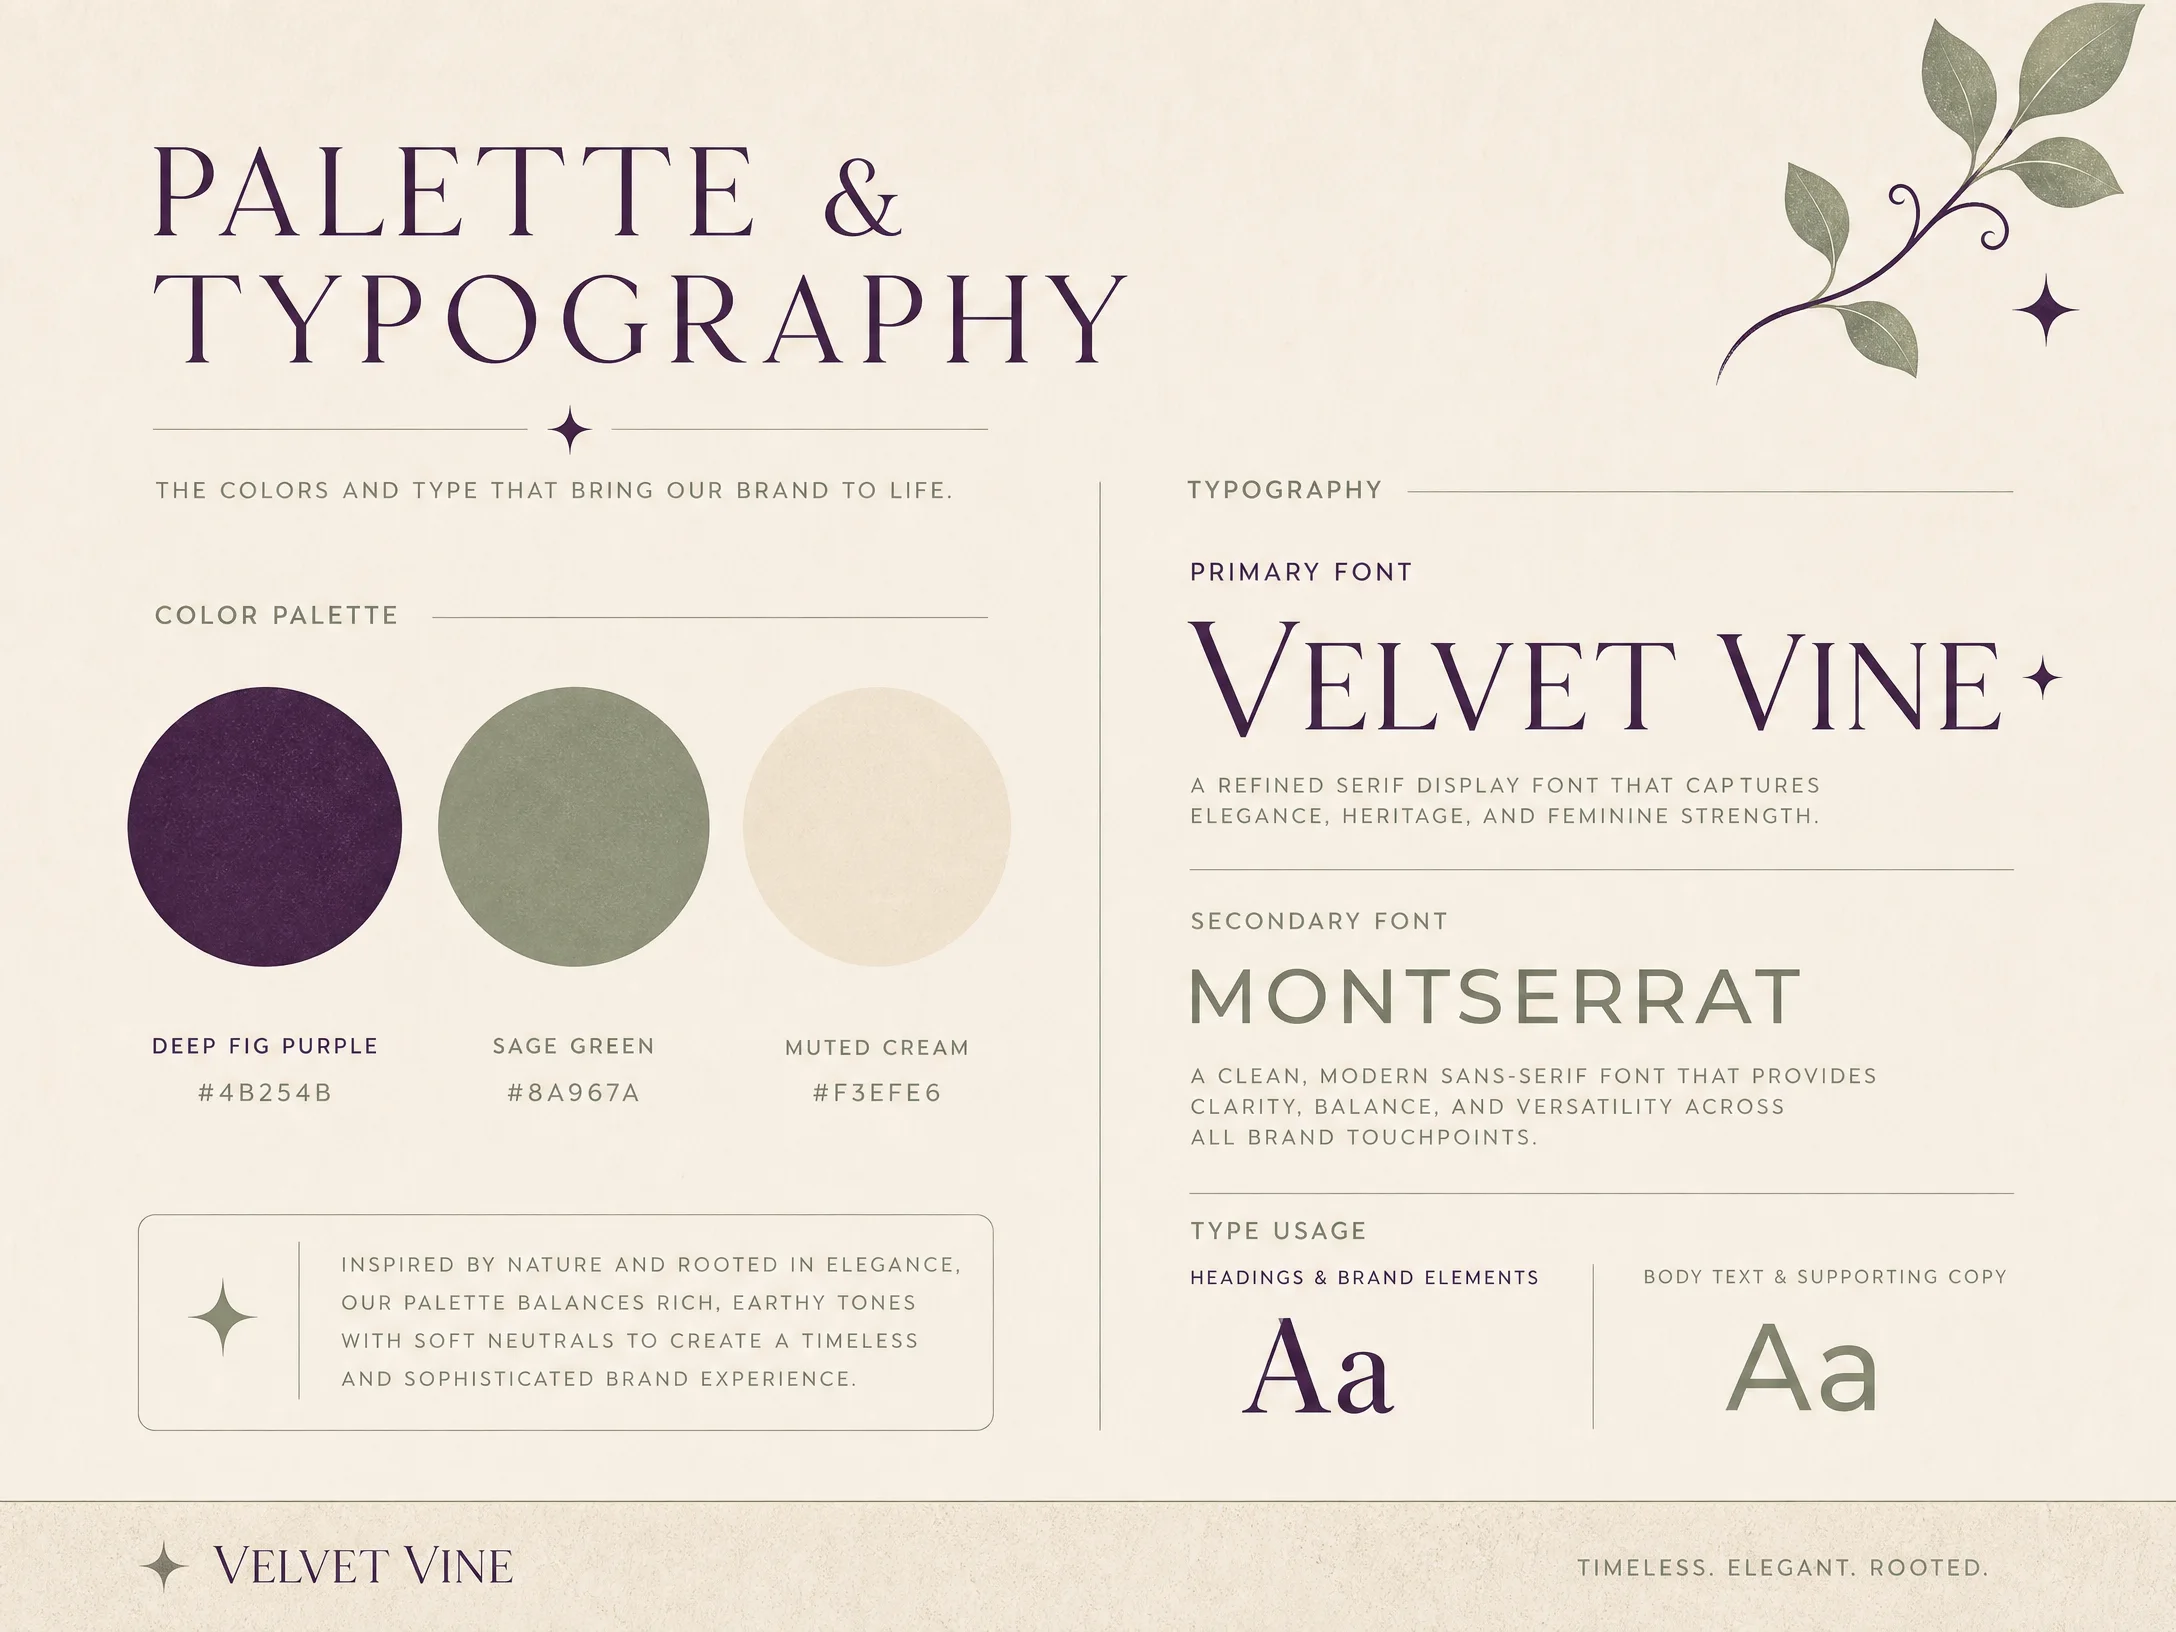 PALETTE &
TYPOGRAPHY
THE COLORS AND TYPE THAT BRING OUR BRAND TO LIFE.
COLOR PALETTE
DEEP FIG PURPLE
#4B254B
SAGE GREEN
#8A967A
MUTED CREAM
#F3EFE6
INSPIRED BY NATURE AND ROOTED IN ELEGANCE,
OUR PALETTE BALANCES RICH, EARTHY TONES
WITH SOFT NEUTRALS TO CREATE A TIMELESS
AND SOPHISTICATED BRAND EXPERIENCE.
TYPOGRAPHY
PRIMARY FONT
VELVET VINE
A REFINED SERIF DISPLAY FONT THAT CAPTURES
ELEGANCE, HERITAGE, AND FEMININE STRENGTH.
SECONDARY FONT
MONTSERRAT
A CLEAN, MODERN SANS-SERIF FONT THAT PROVIDES
CLARITY, BALANCE, AND VERSATILITY ACROSS
ALL BRAND TOUCHPOINTS.
TYPE USAGE
HEADINGS & BRAND ELEMENTS
Aa
BODY TEXT & SUPPORTING COPY
Aa
VELVET VINE
TIMELESS. ELEGANT. ROOTED.